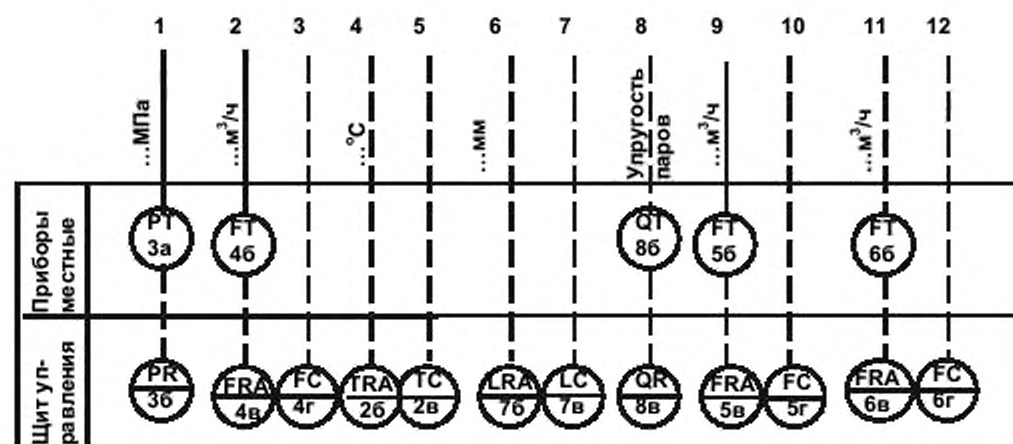 1 2 3 4 5 6 7 8 9 10 11 12
...МПа
...м³/ч
...°С
...мм
Упругость
паров
...м³/ч
...м³/ч
Приборы
местные
PT
3а
FT
4б
QT
8б
FT
5б
FT
6б
Щит уп-
равления
PR
3б
FRA
4в
FC
4г
TRA
2б
TC
2в
LRA
7б
LC
7в
QR
8в
FRA
5в
FC
5г
FRA
6в
FC
6г